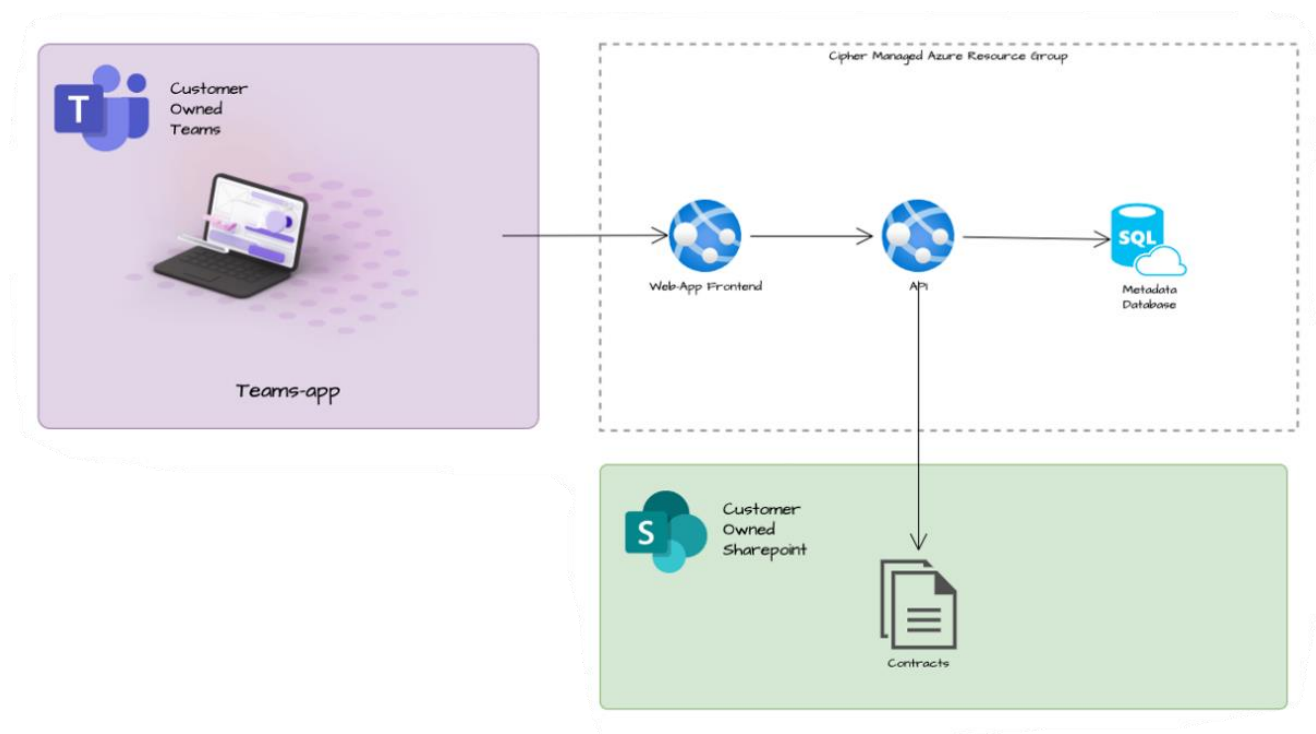 T
Customer
Owned
Teams
Teams-app
Cipher Managed Azure Resource Group
Web-App Frontend
API
SQL
Metadata
Database
S
Customer
Owned
Sharepoint
Contracts